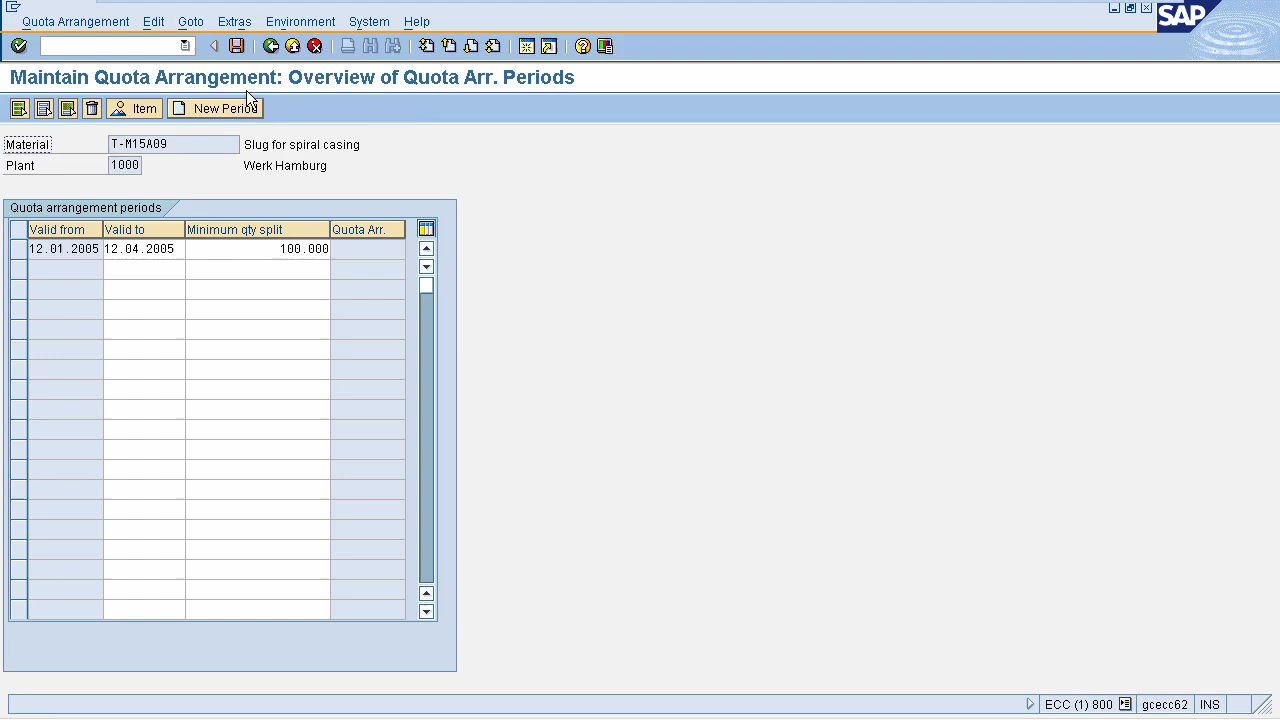 Quota Arrangement Edit Goto Extras Environment System Help
SAP
Maintain Quota Arrangement: Overview of Quota Arr. Periods
Item New Period
Material T-M15A09 Slug for spiral casing
Plant 1000 Werk Hamburg
Quota arrangement periods
Valid from Valid to Minimum qty split Quota Arr.
12.01.2005 12.04.2005 100.000
ECC (1) 800 gcecc62 INS